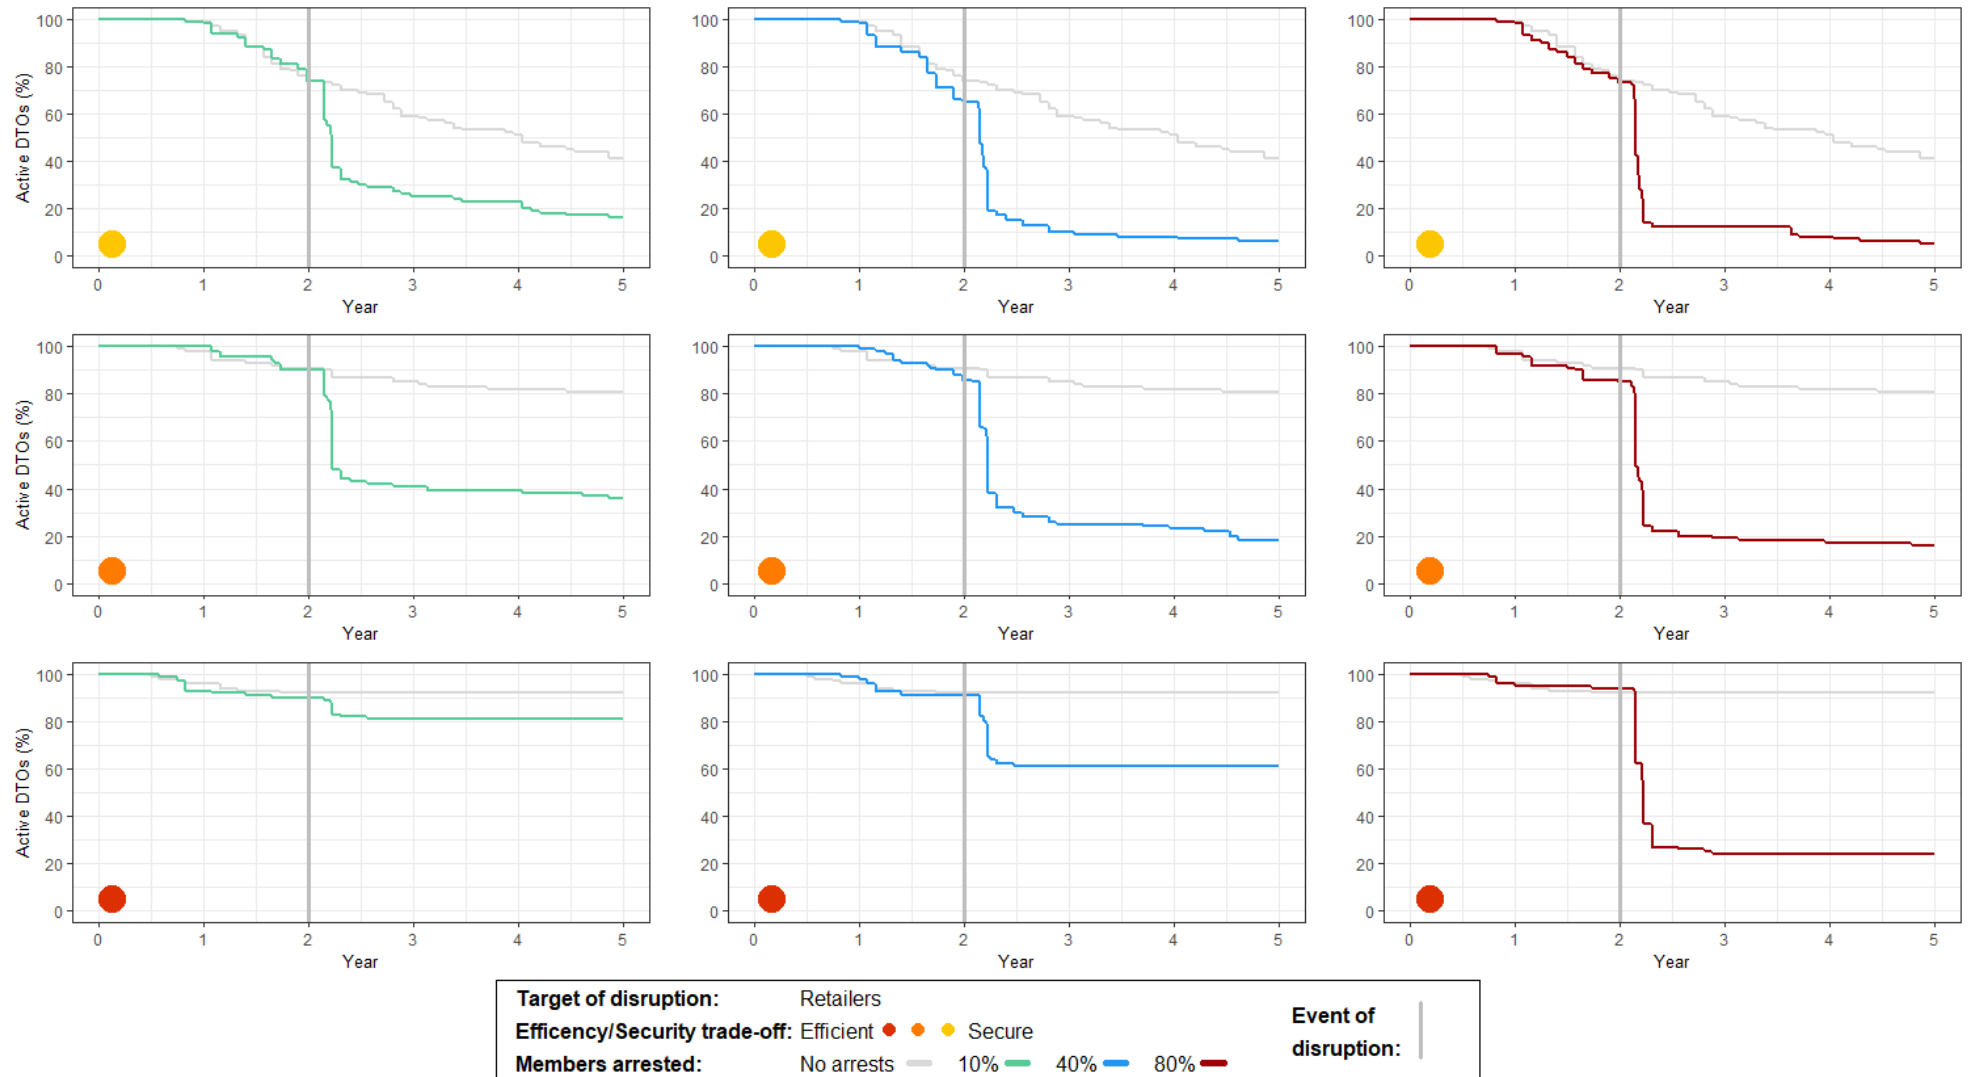 100
80
60
40
20
0
Active DTOs (%)
0 1 2 3 4 5
Year
100
80
60
40
20
0
0 1 2 3 4 5
Year
100
80
60
40
20
0
0 1 2 3 4 5
Year
100
80
60
40
20
0
Active DTOs (%)
0 1 2 3 4 5
Year
100
80
60
40
20
0
0 1 2 3 4 5
Year
100
80
60
40
20
0
0 1 2 3 4 5
Year
100
80
60
40
20
0
Active DTOs (%)
0 1 2 3 4 5
Year
100
80
60
40
20
0
0 1 2 3 4 5
Year
100
80
60
40
20
0
0 1 2 3 4 5
Year
Target of disruption: Retailers
Efficency/Security trade-off: Efficient Secure
Members arrested: No arrests 10% 40% 80%
Event of
disruption: